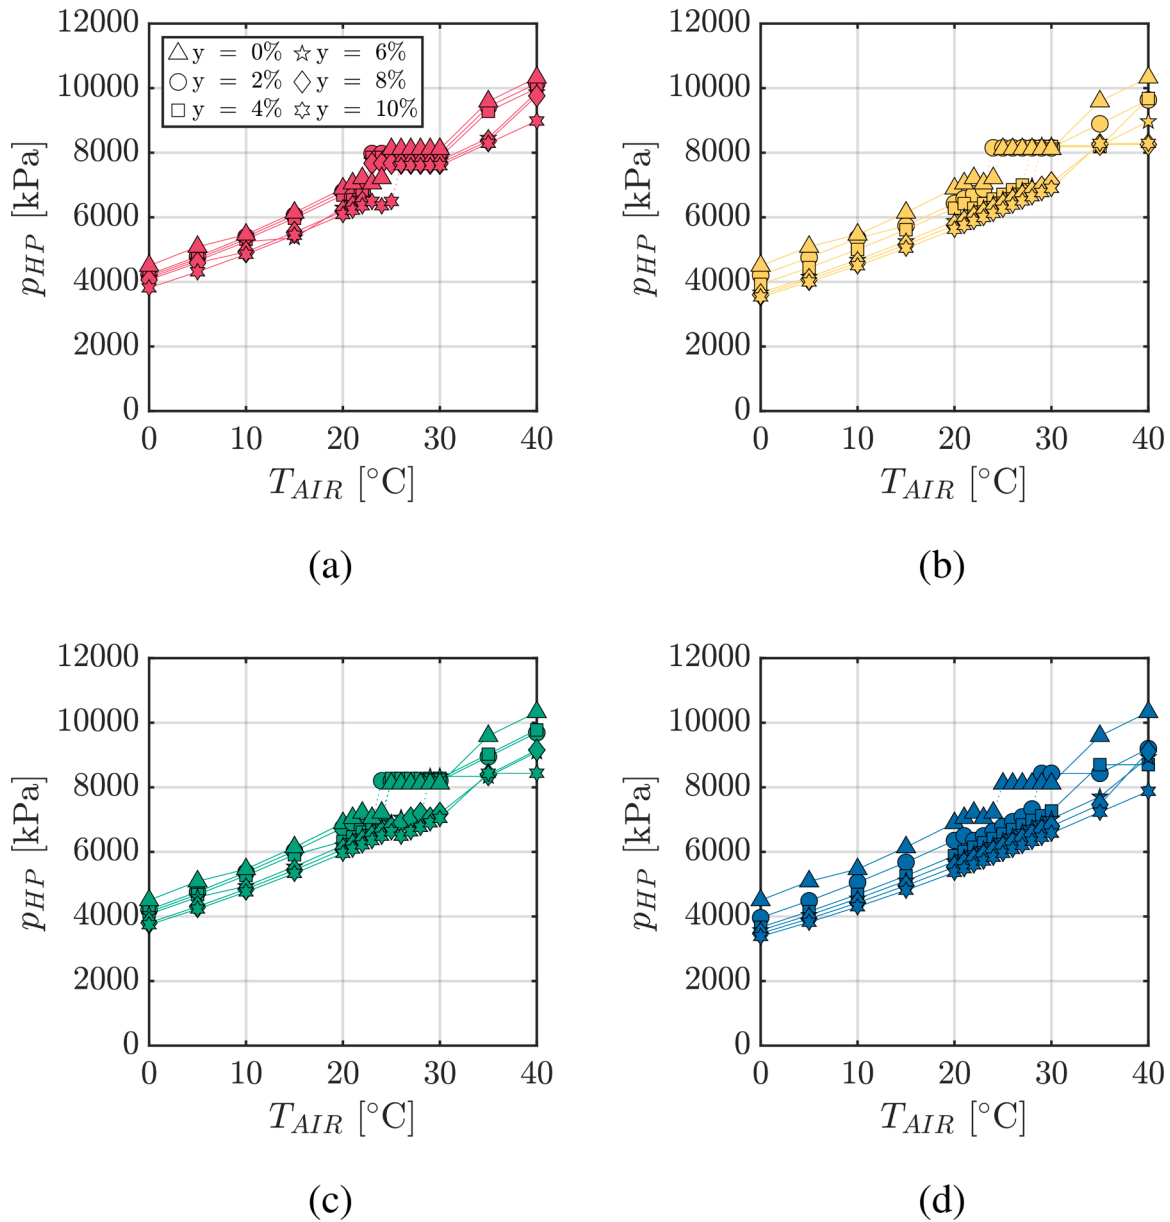 12000
10000
8000
6000
4000
2000
0
p_HP [kPa]
y = 0% y = 6%
y = 2% y = 8%
y = 4% y = 10%
0 10 20 30 40
T_AIR [°C]
(a)
12000
10000
8000
6000
4000
2000
0
p_HP [kPa]
0 10 20 30 40
T_AIR [°C]
(b)
12000
10000
8000
6000
4000
2000
0
p_HP [kPa]
0 10 20 30 40
T_AIR [°C]
(c)
12000
10000
8000
6000
4000
2000
0
p_HP [kPa]
0 10 20 30 40
T_AIR [°C]
(d)